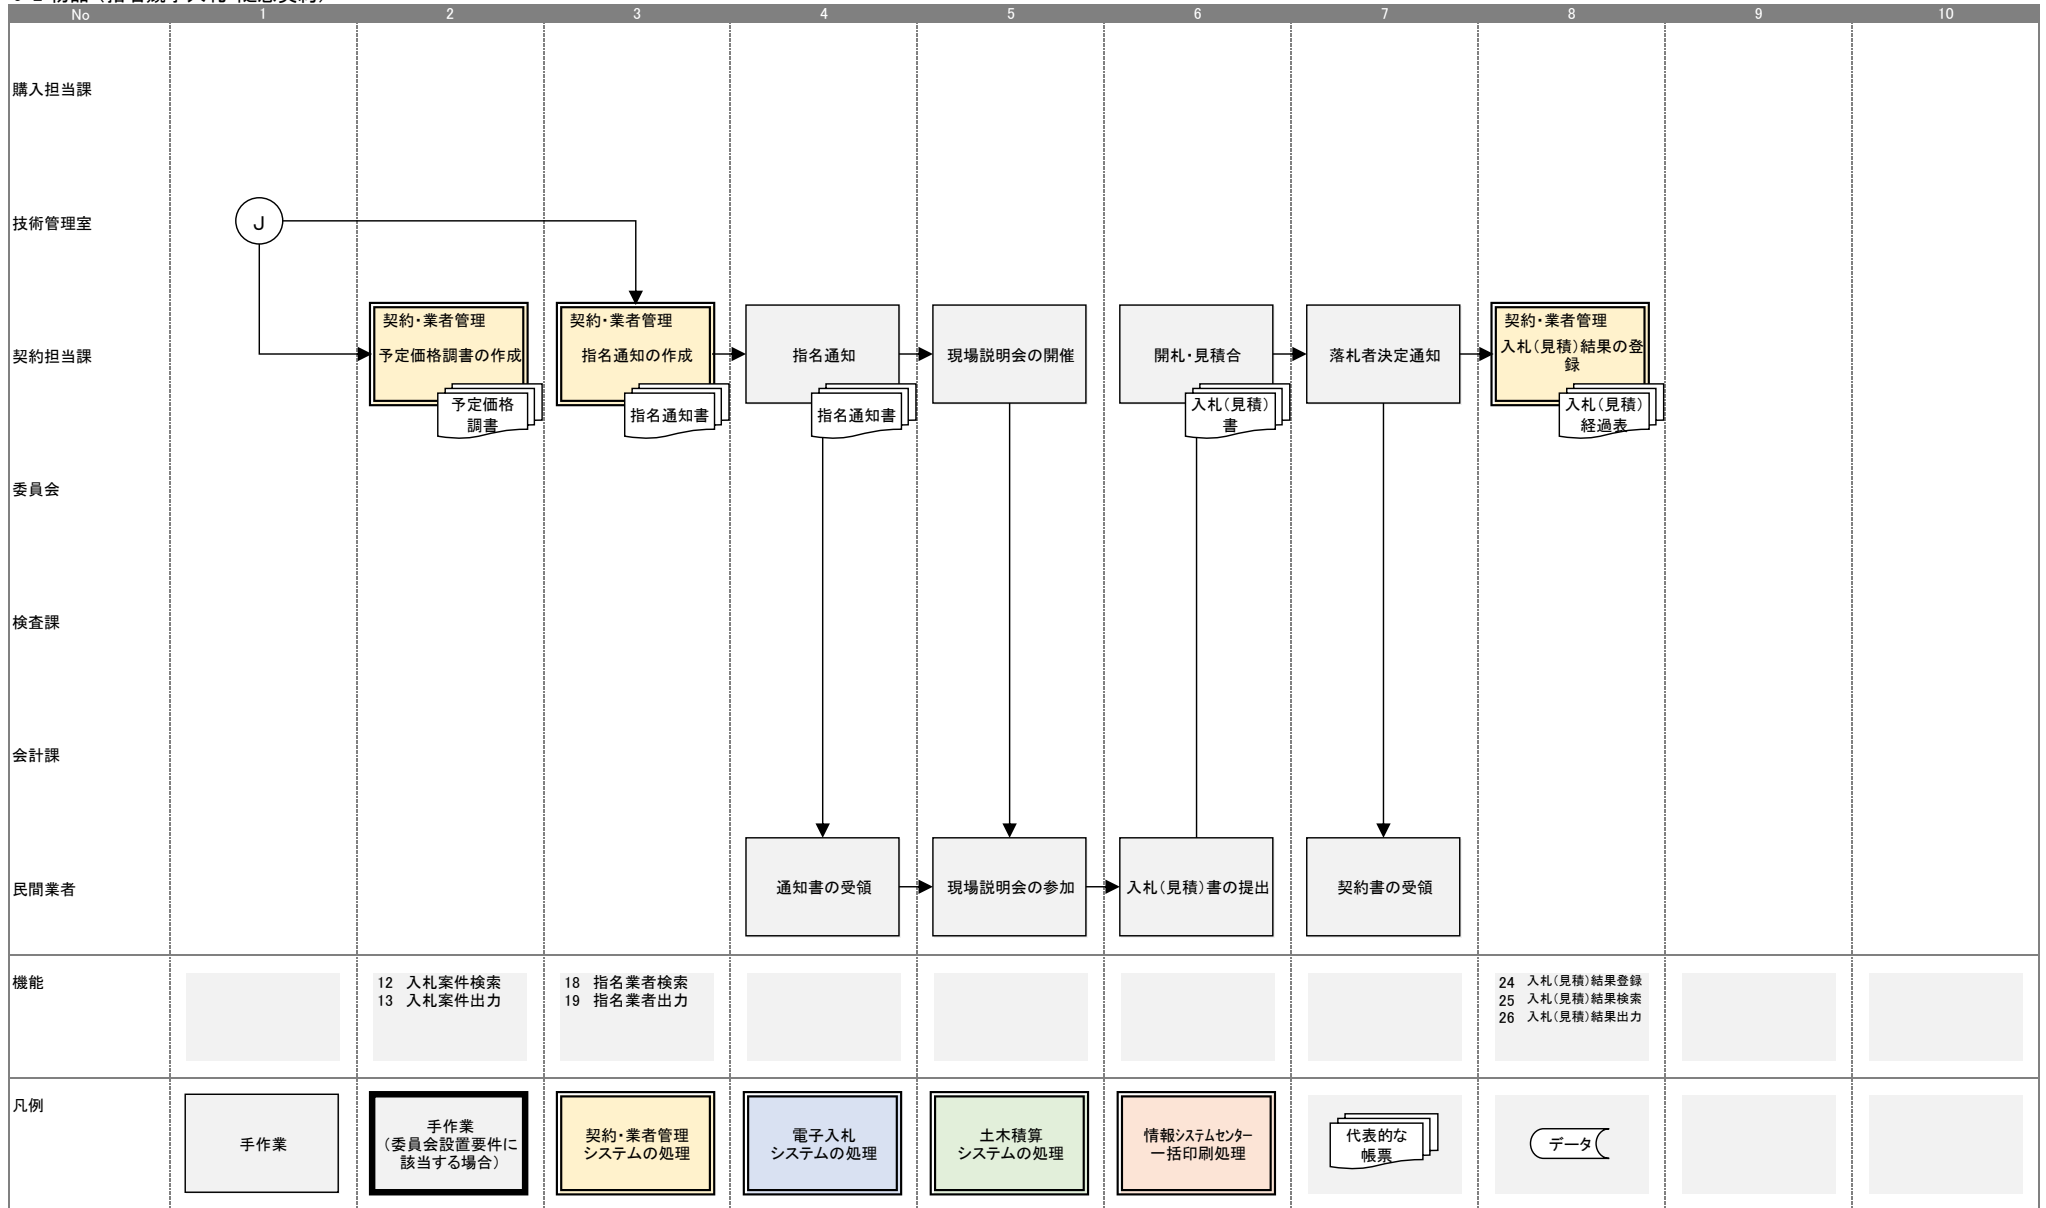 No 1 2 3 4 5 6 7 8 9 10
購入担当課
技術管理室
J
契約担当課
契約・業者管理
予定価格調書の作成
予定価格
調書
契約・業者管理
指名通知の作成
指名通知書
指名通知
指名通知書
現場説明会の開催
開札・見積合
入札(見積)
書
落札者決定通知
契約・業者管理
入札(見積)結果の登
録
入札(見積)
経過表
委員会
検査課
会計課
民間業者
通知書の受領
現場説明会の参加
入札(見積)書の提出
契約書の受領
機能
12 入札案件検索
13 入札案件出力
18 指名業者検索
19 指名業者出力
24 入札(見積)結果登録
25 入札(見積)結果検索
26 入札(見積)結果出力
凡例
手作業
手作業
(委員会設置要件に
該当する場合)
契約・業者管理
システムの処理
電子入札
システムの処理
土木積算
システムの処理
情報システムセンター
一括印刷処理
代表的な
帳票
データ